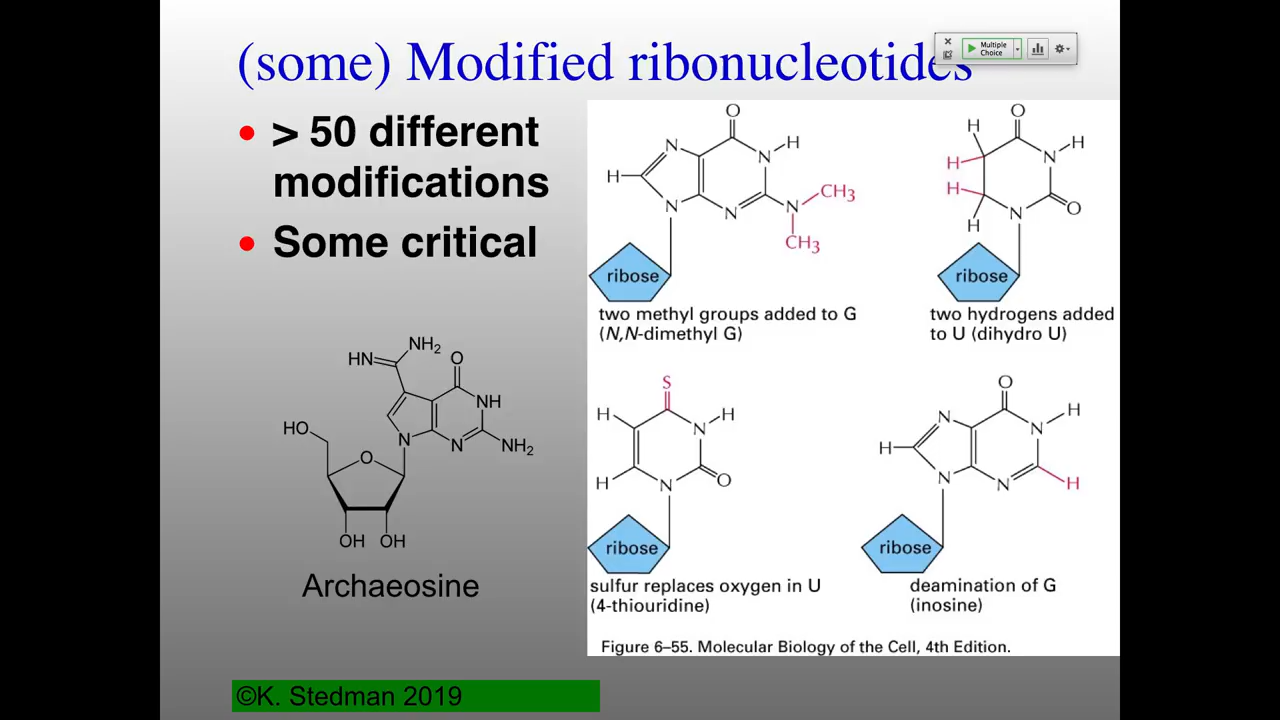 (some) Modified ribonucleotides
Multiple
Choice
• > 50 different
modifications
• Some critical
O
N
N
H
H
N
N
N
CH3
CH3
ribose
two methyl groups added to G
(N,N-dimethyl G)
O
H
H
N
H
H
O
N
H
ribose
two hydrogens added
to U (dihydro U)
HN
NH2
O
NH
N
N
NH2
HO
O
OH OH
Archaeosine
S
H
H
N
H
N
O
ribose
sulfur replaces oxygen in U
(4-thiouridine)
O
H
N
N
H
N
N
H
ribose
deamination of G
(inosine)
Figure 6–55. Molecular Biology of the Cell, 4th Edition.
©K. Stedman 2019